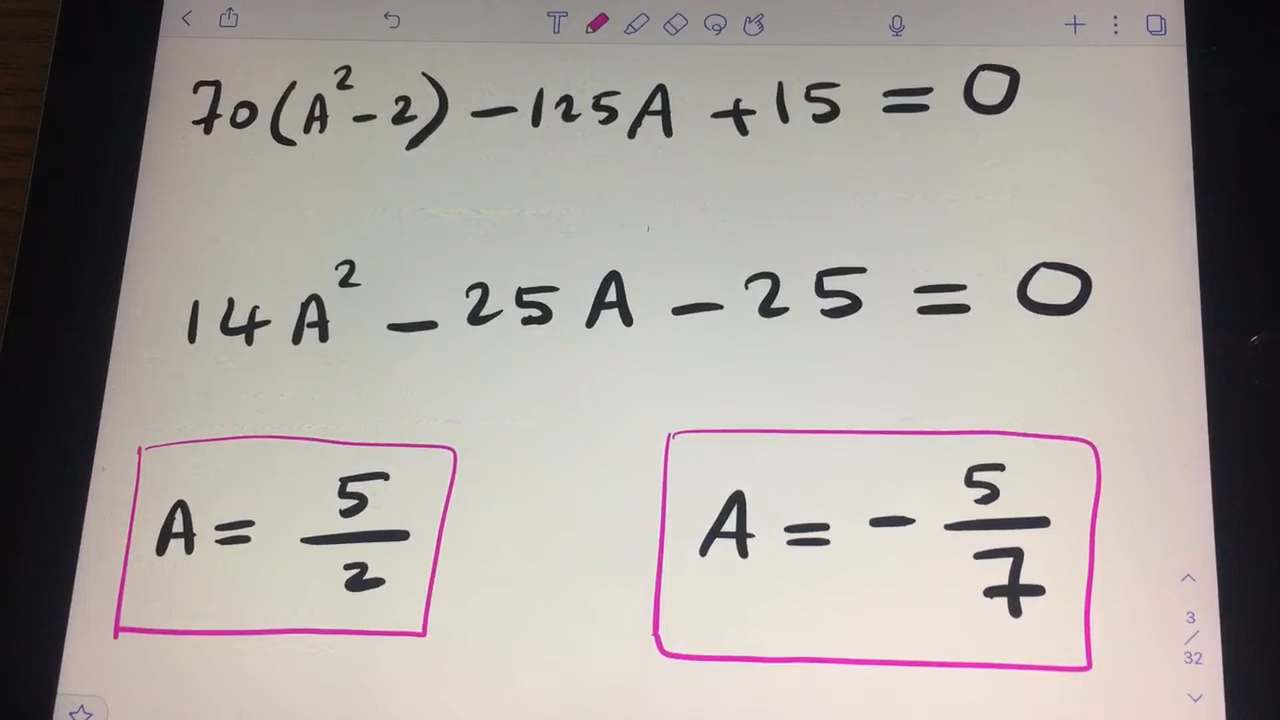 T
70(A² - 2) - 125A + 15 = 0
14A² - 25A - 25 = 0
A = 5/2
A = - 5/7
3
/
32